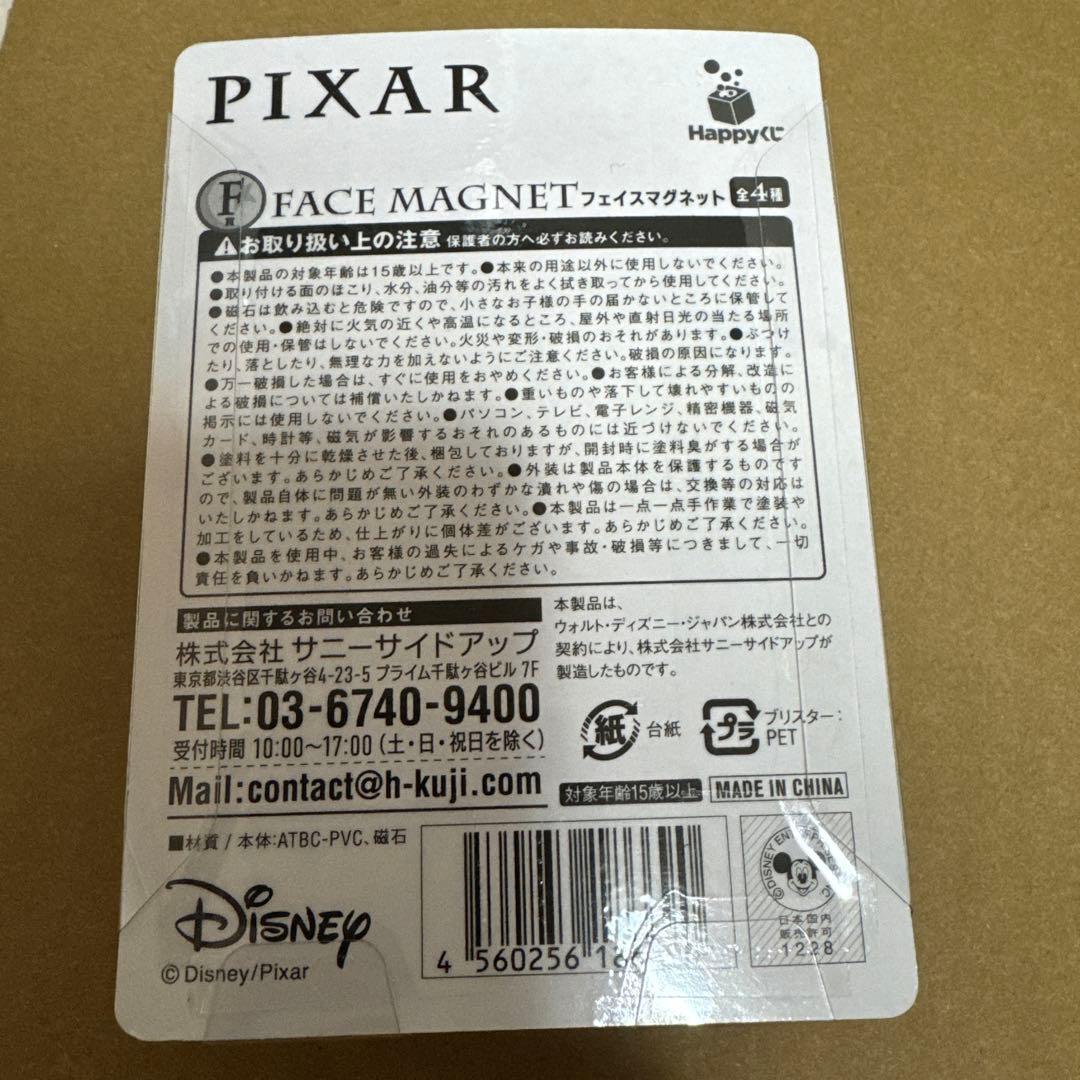 PIXAR
Happyくじ
F賞 FACE MAGNET フェイスマグネット 全4種
お取り扱い上の注意 保護者の方へ必ずお読みください。
●本製品の対象年齢は15歳以上です。●本来の用途以外に使用しないでください。
●取り付ける面のほこり、水分、油分等の汚れをよく拭き取ってから使用してください。
●磁石は飲み込むと危険ですので、小さなお子様の手の届かないところに保管して
ください。●絶対に火気の近くや高温になるところ、屋外や直射日光の当たる場所
での使用・保管はしないでください。火災や変形・破損のおそれがあります。●ぶつけ
たり、落としたり、無理な力を加えないようにご注意ください。破損の原因になります。
●万一破損した場合は、すぐに使用をおやめください。●お客様による分解、改造に
よる破損については補償いたしかねます。●重いものや落下して壊れやすいものの
掲示には使用しないでください。●パソコン、テレビ、電子レンジ、精密機器、磁気
カード、時計等、磁気が影響するおそれのあるものには近づけないでください。
●塗料を十分に乾燥させた後、梱包しておりますが、開封時に塗料臭がする場合が
ございます。あらかじめご了承ください。●外装は製品本体を保護するものです
ので、製品自体に問題が無い外装のわずかな潰れや傷の場合は、交換等の対応は
いたしかねます。あらかじめご了承ください。●本製品は一点一点手作業で塗装や
加工をしているため、仕上がりに個体差がございます。あらかじめご了承ください。
●本製品を使用中、お客様の過失によるケガや事故・破損等につきまして、一切
責任を負いかねます。あらかじめご了承ください。
製品に関するお問い合わせ
株式会社 サニーサイドアップ
東京都渋谷区千駄ヶ谷4-23-5 プライム千駄ヶ谷ビル 7F
TEL:03-6740-9400
受付時間 10:00～17:00(土・日・祝日を除く)
Mail:contact@h-kuji.com
本製品は、
ウォルト・ディズニー・ジャパン株式会社との
契約により、株式会社サニーサイドアップが
製造したものです。
紙 台紙
プラ ブリスター:
PET
対象年齢15歳以上 MADE IN CHINA
■材質 / 本体:ATBC-PVC、磁石
Disney
©Disney/Pixar
4 560256
©DISNEY
日本国内
販売許可
1228